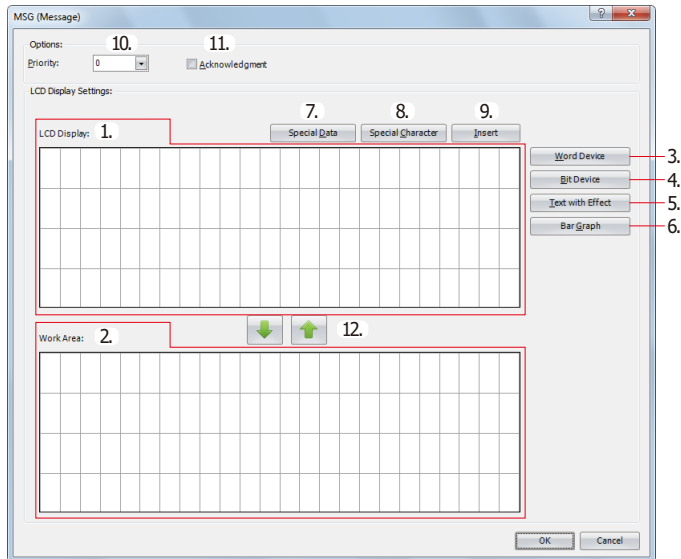 MSG (Message)
Options:
10.
11.
Priority:
0
Acknowledgment
LCD Display Settings:
7.
8.
9.
LCD Display:
1.
Special Data
Special Character
Insert
Word Device
3.
Bit Device
4.
Text with Effect
5.
Bar Graph
6.
Work Area:
2.
12.
OK
Cancel